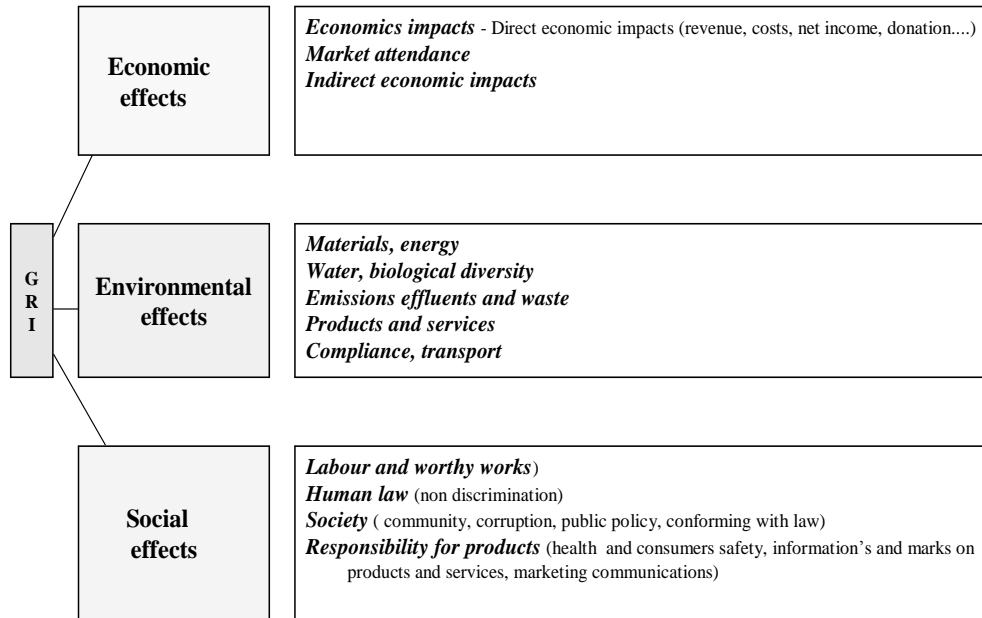 Economic
effects
Economics impacts - Direct economic impacts (revenue, costs, net income, donation....)
Market attendance
Indirect economic impacts
G
R
I
Environmental
effects
Materials, energy
Water, biological diversity
Emissions effluents and waste
Products and services
Compliance, transport
Social
effects
Labour and worthy works)
Human law (non discrimination)
Society ( community, corruption, public policy, conforming with law)
Responsibility for products (health and consumers safety, information’s and marks on
products and services, marketing communications)